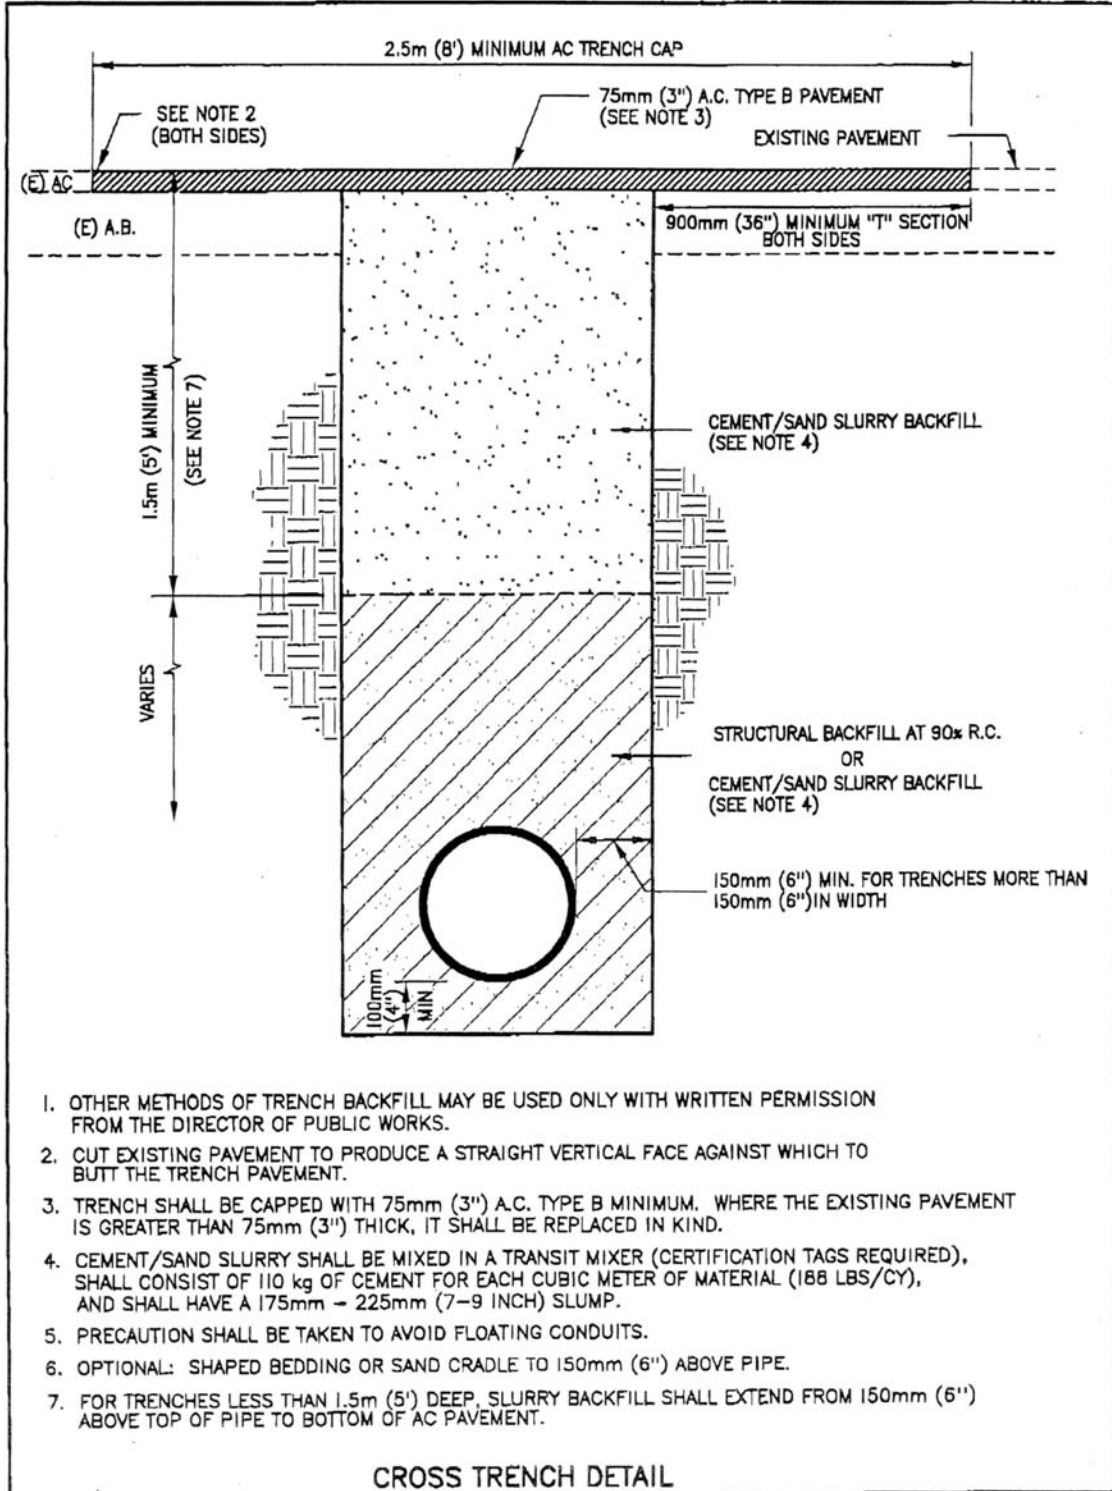 2.5m (8') MINIMUM AC TRENCH CAP
SEE NOTE 2
(BOTH SIDES)
75mm (3") A.C. TYPE B PAVEMENT
(SEE NOTE 3)
EXISTING PAVEMENT
(E) AC
(E) A.B.
900mm (36") MINIMUM "T" SECTION
BOTH SIDES
1.5m (5') MINIMUM
(SEE NOTE 7)
CEMENT/SAND SLURRY BACKFILL
(SEE NOTE 4)
VARIES
STRUCTURAL BACKFILL AT 90% R.C.
OR
CEMENT/SAND SLURRY BACKFILL
(SEE NOTE 4)
150mm (6") MIN. FOR TRENCHES MORE THAN
150mm (6") IN WIDTH
100mm
(4")
MIN
1. OTHER METHODS OF TRENCH BACKFILL MAY BE USED ONLY WITH WRITTEN PERMISSION
FROM THE DIRECTOR OF PUBLIC WORKS.
2. CUT EXISTING PAVEMENT TO PRODUCE A STRAIGHT VERTICAL FACE AGAINST WHICH TO
BUTT THE TRENCH PAVEMENT.
3. TRENCH SHALL BE CAPPED WITH 75mm (3") A.C. TYPE B MINIMUM. WHERE THE EXISTING PAVEMENT
IS GREATER THAN 75mm (3") THICK, IT SHALL BE REPLACED IN KIND.
4. CEMENT/SAND SLURRY SHALL BE MIXED IN A TRANSIT MIXER (CERTIFICATION TAGS REQUIRED),
SHALL CONSIST OF 110 kg OF CEMENT FOR EACH CUBIC METER OF MATERIAL (188 LBS/CY),
AND SHALL HAVE A 175mm - 225mm (7-9 INCH) SLUMP.
5. PRECAUTION SHALL BE TAKEN TO AVOID FLOATING CONDUITS.
6. OPTIONAL: SHAPED BEDDING OR SAND CRADLE TO 150mm (6") ABOVE PIPE.
7. FOR TRENCHES LESS THAN 1.5m (5') DEEP, SLURRY BACKFILL SHALL EXTEND FROM 150mm (6")
ABOVE TOP OF PIPE TO BOTTOM OF AC PAVEMENT.
CROSS TRENCH DETAIL